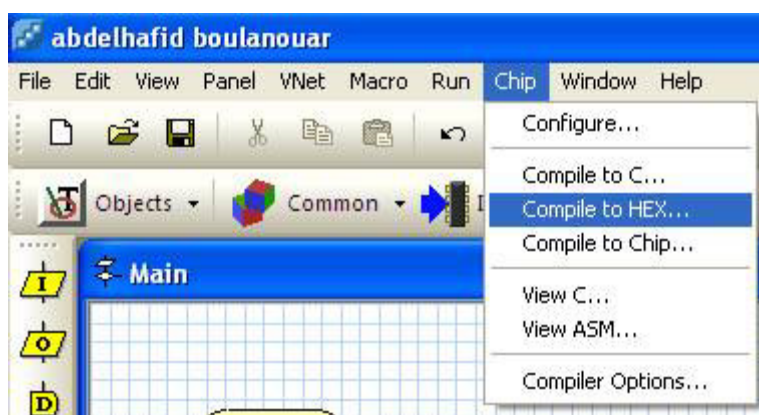 abdelhafid boulanouar
File Edit View Panel VNet Macro Run Chip Window Help
Configure...
Objects Common
Compile to C...
Compile to HEX...
Compile to Chip...
Main
View C...
View ASM...
Compiler Options...
I
O
D